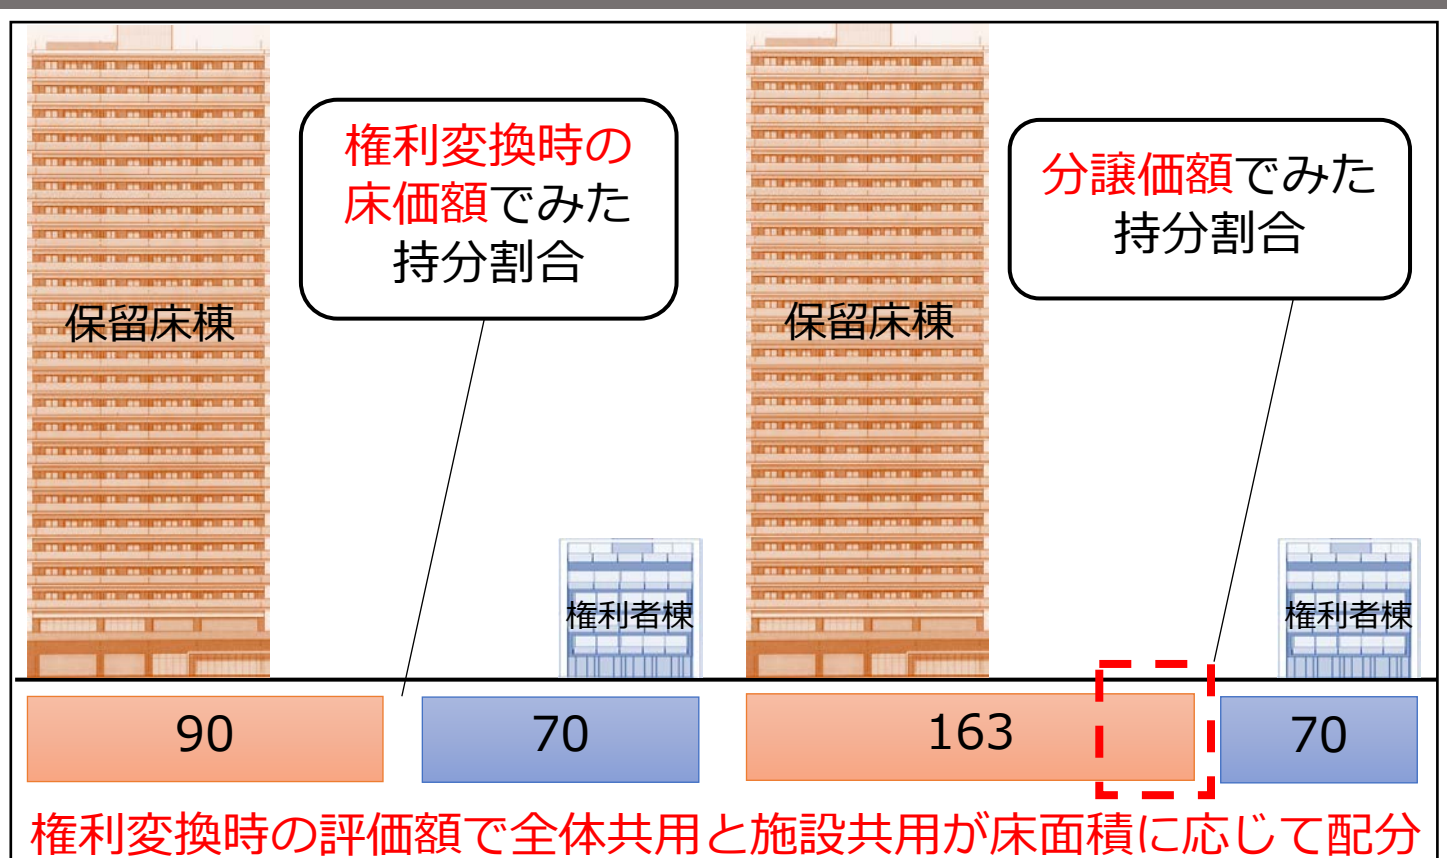 権利変換時の
床価額でみた
持分割合
分譲価額でみた
持分割合
保留床棟
保留床棟
権利者棟
権利者棟
90
70
163
70
権利変換時の評価額で全体共用と施設共用が床面積に応じて配分